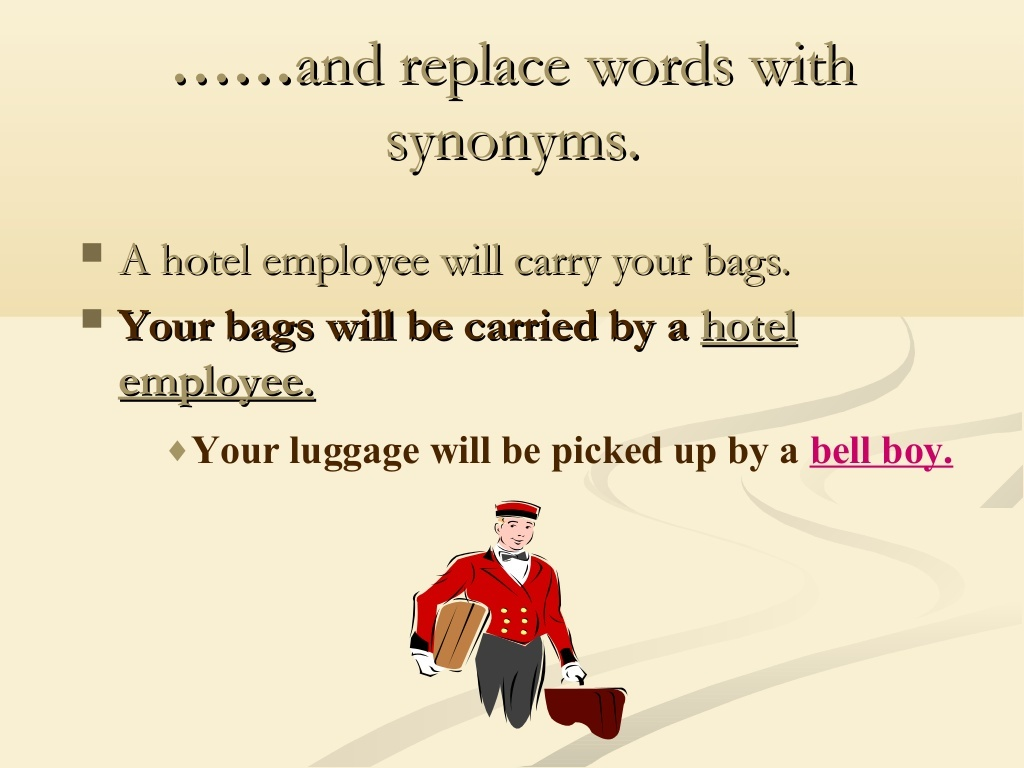 ......and replace words with
synonyms.
A hotel employee will carry your bags.
Your bags will be carried by a hotel
employee.
Your luggage will be picked up by a bell boy.